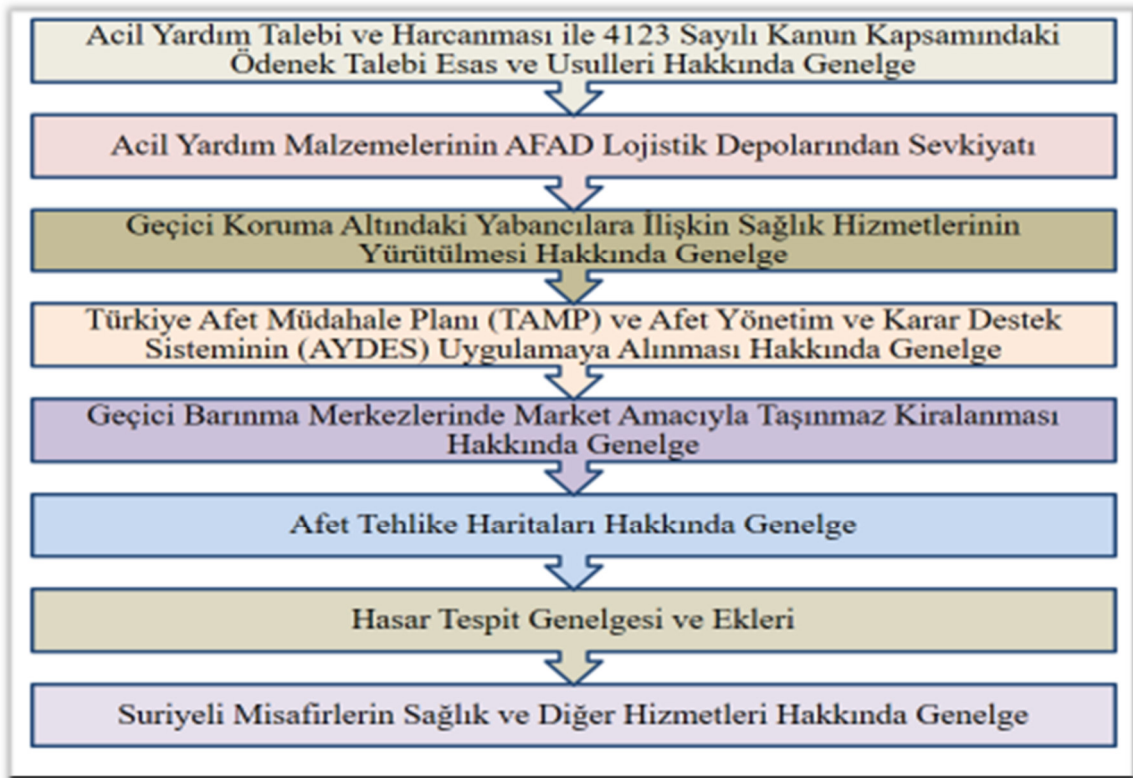 Acil Yardım Talebi ve Harcanması ile 4123 Sayılı Kanun Kapsamındaki
Ödenek Talebi Esas ve Usulleri Hakkında Genelge
Acil Yardım Malzemelerinin AFAD Lojistik Depolarından Sevkiyatı
Geçici Koruma Altındaki Yabancılara İlişkin Sağlık Hizmetlerinin
Yürütülmesi Hakkında Genelge
Türkiye Afet Müdahale Planı (TAMP) ve Afet Yönetim ve Karar Destek
Sisteminin (AYDES) Uygulamaya Alınması Hakkında Genelge
Geçici Barınma Merkezlerinde Market Amacıyla Taşınmaz Kiralanması
Hakkında Genelge
Afet Tehlike Haritaları Hakkında Genelge
Hasar Tespit Genelgesi ve Ekleri
Suriyeli Misafirlerin Sağlık ve Diğer Hizmetleri Hakkında Genelge